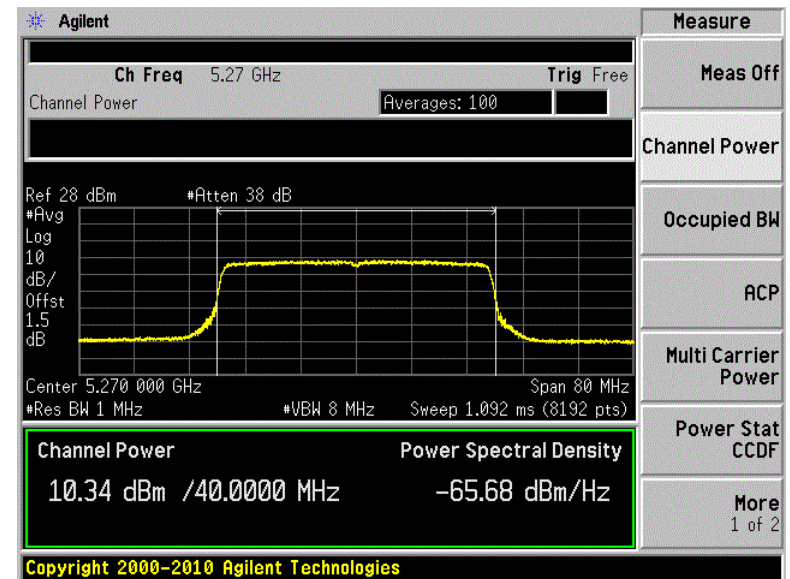 Agilent
Measure
Ch Freq 5.27 GHz Trig Free
Channel Power Averages: 100
Ref 28 dBm #Atten 38 dB
#Avg
Log
10
dB/
Offst
1.5
dB
Center 5.270 000 GHz Span 80 MHz
#Res BW 1 MHz #VBW 8 MHz Sweep 1.092 ms (8192 pts)
Channel Power Power Spectral Density
10.34 dBm /40.0000 MHz -65.68 dBm/Hz
Meas Off
Channel Power
Occupied BW
ACP
Multi Carrier
Power
Power Stat
CCDF
More
1 of 2
Copyright 2000-2010 Agilent Technologies